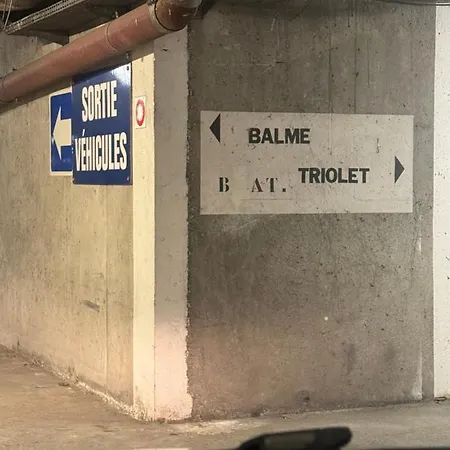 SORTIE
VÉHICULES
BALME
B AT. TRIOLET